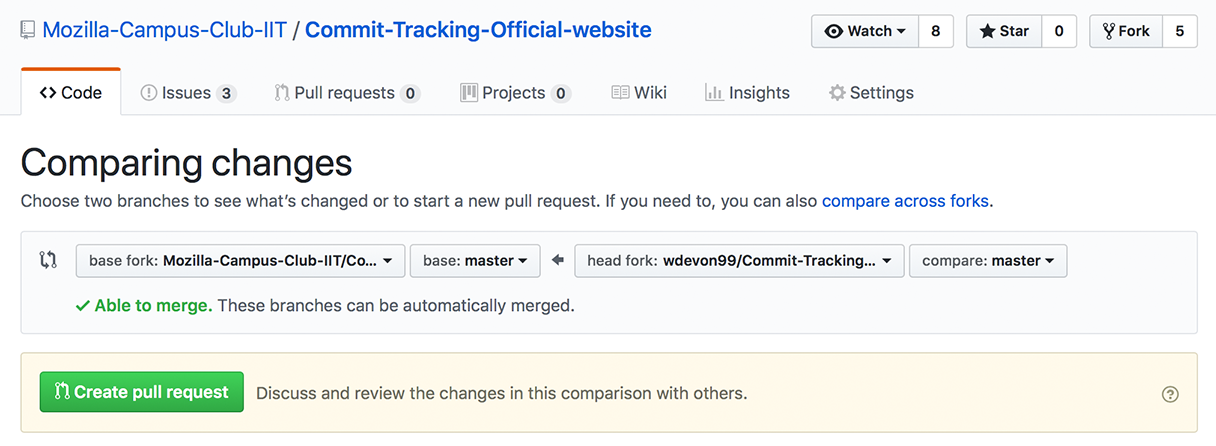 Mozilla-Campus-Club-IIT / Commit-Tracking-Official-website Watch 8 Star 0 Fork 5
Code Issues 3 Pull requests 0 Projects 0 Wiki Insights Settings
Comparing changes
Choose two branches to see what's changed or to start a new pull request. If you need to, you can also compare across forks.
base fork: Mozilla-Campus-Club-IIT/Co... base: master head fork: wdevon99/Commit-Tracking... compare: master
Able to merge. These branches can be automatically merged.
Create pull request Discuss and review the changes in this comparison with others.